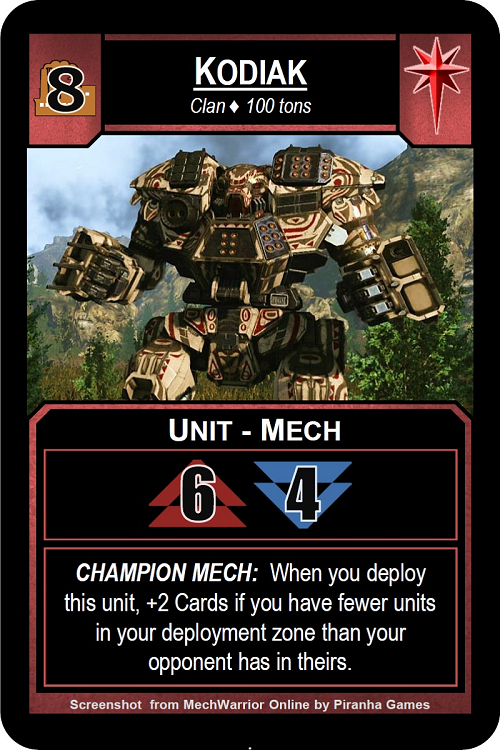 8
KODIAK
Clan ♦ 100 tons
UNIT - MECH
6 4
CHAMPION MECH: When you deploy
this unit, +2 Cards if you have fewer units
in your deployment zone than your
opponent has in theirs.
Screenshot from MechWarrior Online by Piranha Games